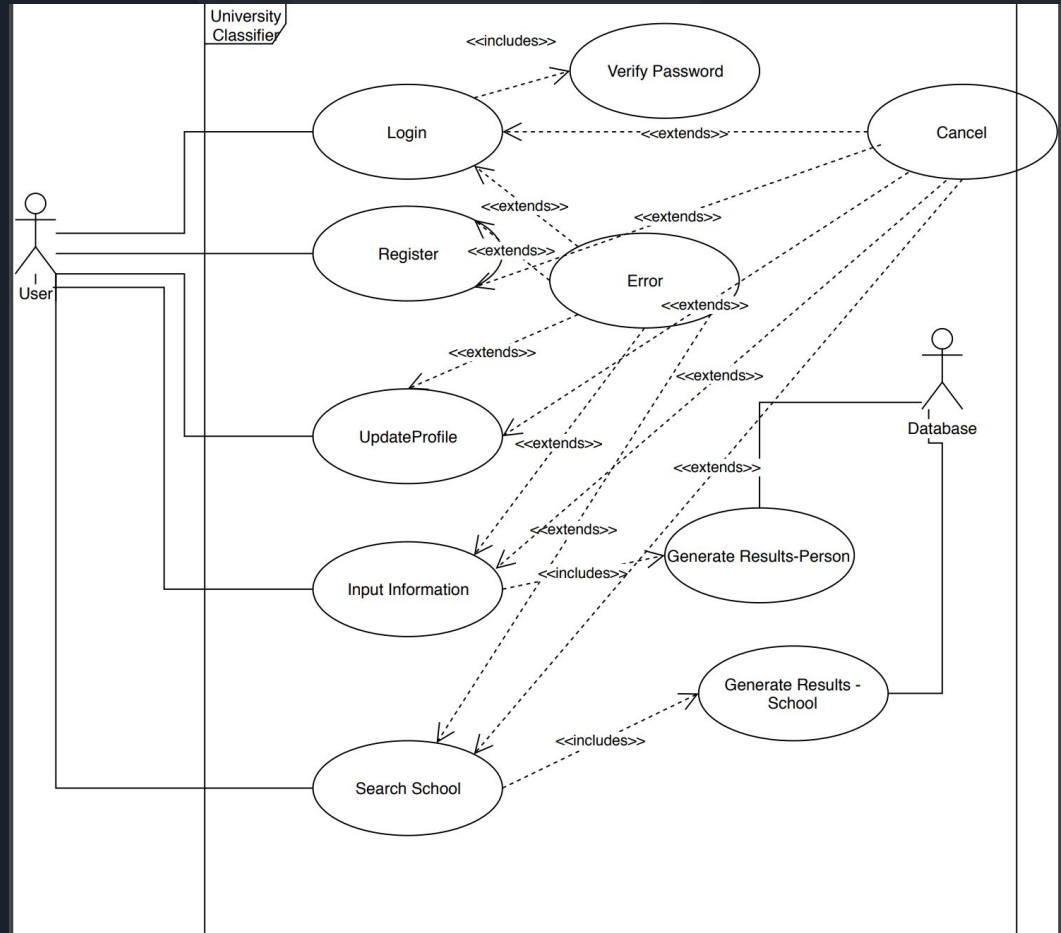 University
Classifier
<<includes>>
Verify Password
Login
<<extends>>
Cancel
<<extends>>
<<extends>>
Register
<<extends>>
Error
User
<<extends>>
<<extends>>
<<extends>>
Database
UpdateProfile
<<extends>>
<<extends>>
<<extends>>
Generate Results-Person
<<includes>>
Input Information
Generate Results -
School
<<includes>>
Search School